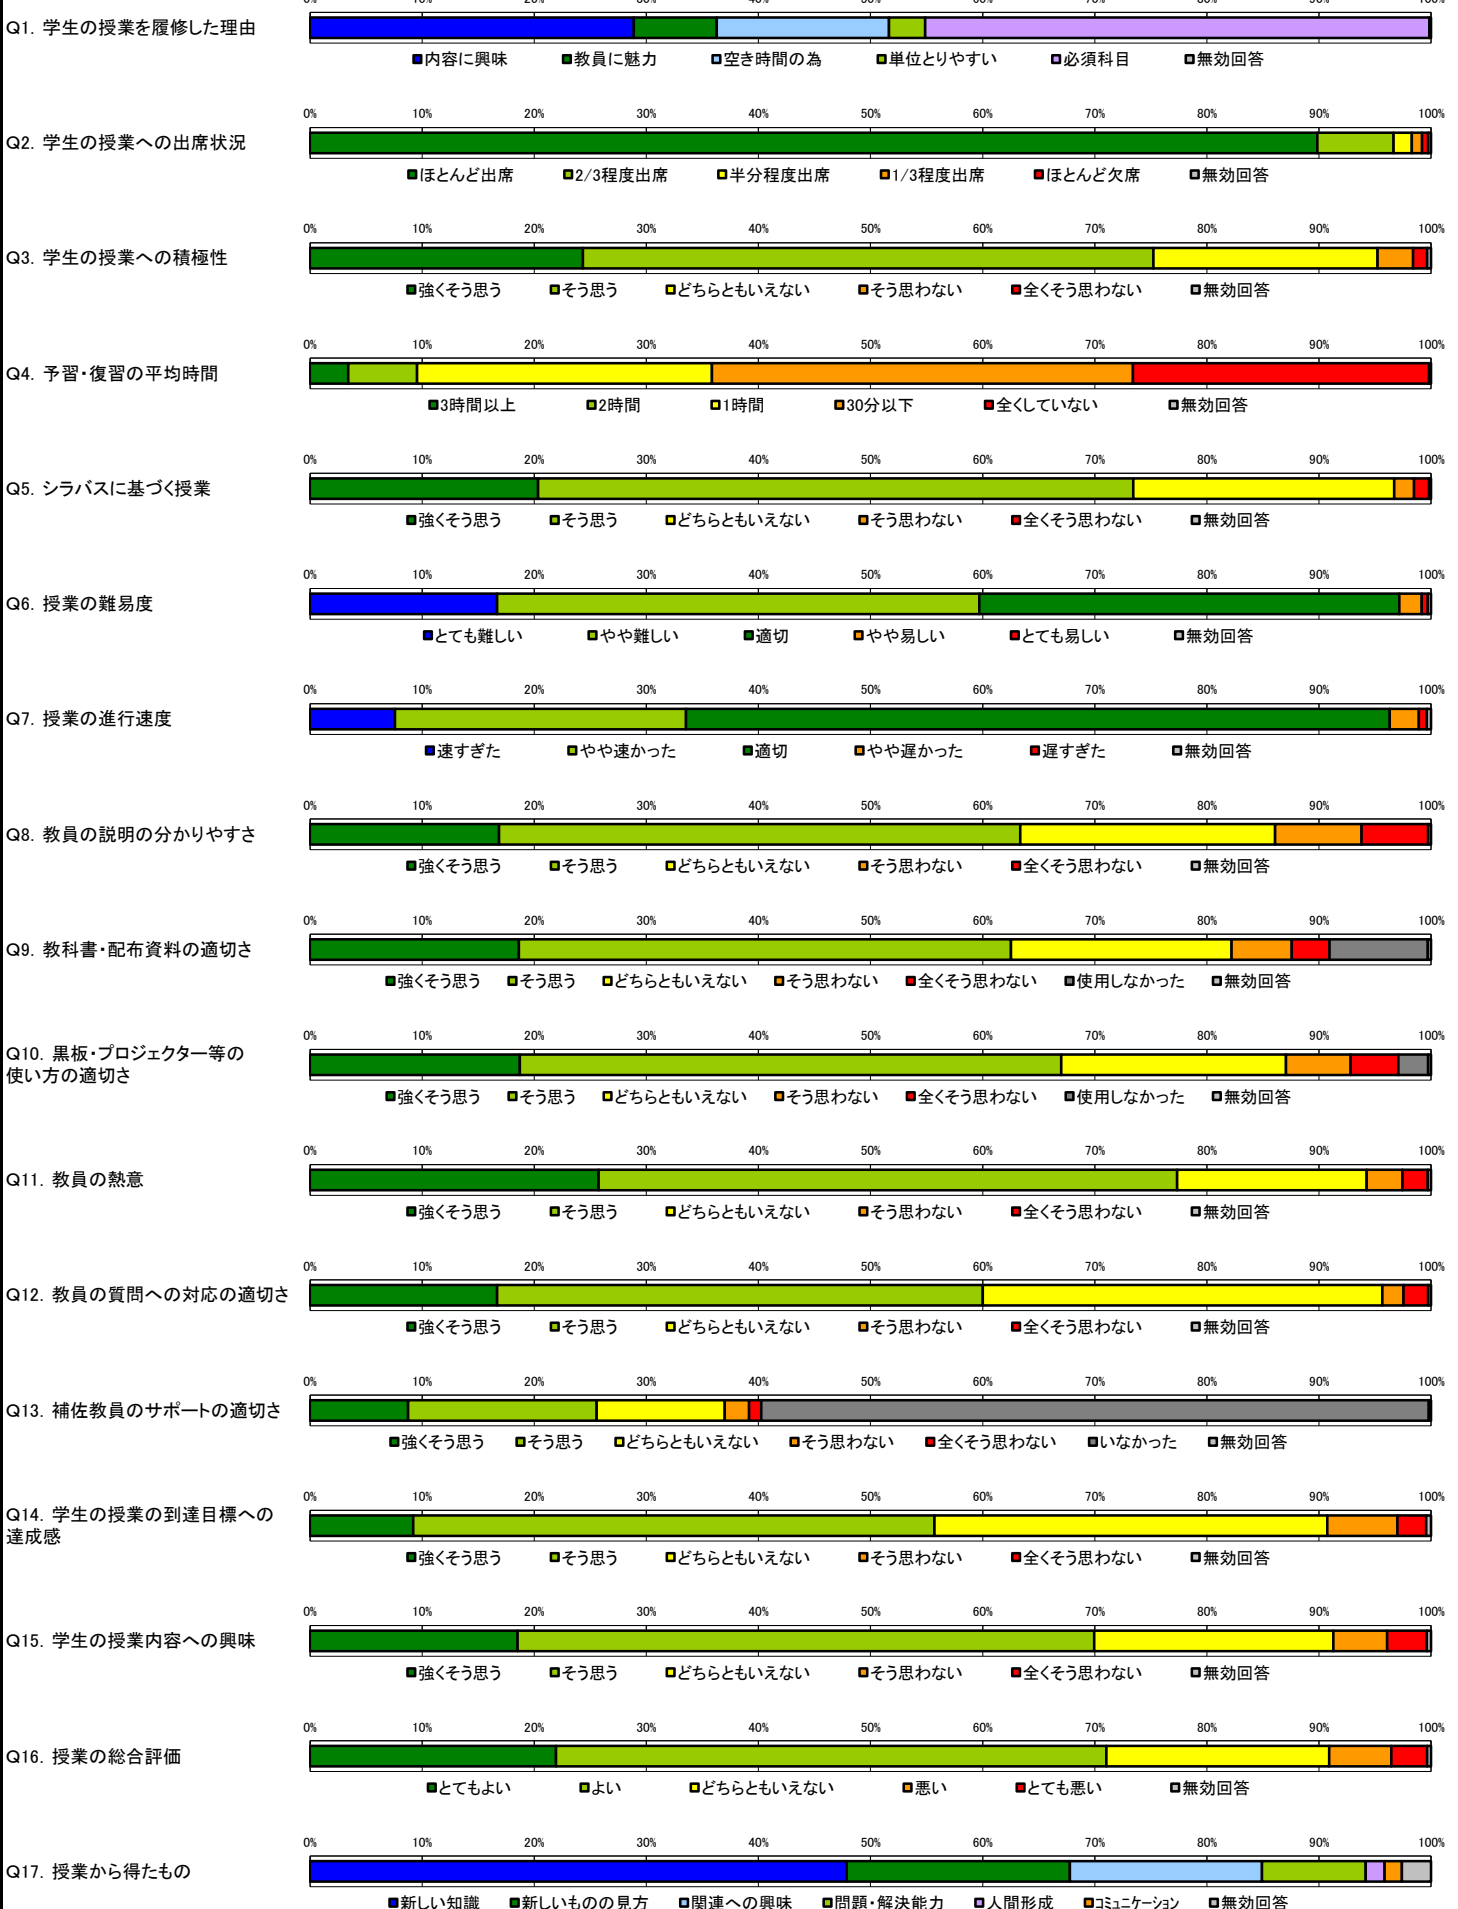 Q1. 学生の授業を履修した理由
内容に興味 教員に魅力 空き時間の為 単位とりやすい 必須科目 無効回答
0% 10% 20% 30% 40% 50% 60% 70% 80% 90% 100%
Q2. 学生の授業への出席状況
ほとんど出席 2/3程度出席 半分程度出席 1/3程度出席 ほとんど欠席 無効回答
0% 10% 20% 30% 40% 50% 60% 70% 80% 90% 100%
Q3. 学生の授業への積極性
強くそう思う そう思う どちらともいえない そう思わない 全くそう思わない 無効回答
0% 10% 20% 30% 40% 50% 60% 70% 80% 90% 100%
Q4. 予習・復習の平均時間
3時間以上 2時間 1時間 30分以下 全くしていない 無効回答
0% 10% 20% 30% 40% 50% 60% 70% 80% 90% 100%
Q5. シラバスに基づく授業
強くそう思う そう思う どちらともいえない そう思わない 全くそう思わない 無効回答
0% 10% 20% 30% 40% 50% 60% 70% 80% 90% 100%
Q6. 授業の難易度
とても難しい やや難しい 適切 やや易しい とても易しい 無効回答
0% 10% 20% 30% 40% 50% 60% 70% 80% 90% 100%
Q7. 授業の進行速度
速すぎた やや速かった 適切 やや遅かった 遅すぎた 無効回答
0% 10% 20% 30% 40% 50% 60% 70% 80% 90% 100%
Q8. 教員の説明の分かりやすさ
強くそう思う そう思う どちらともいえない そう思わない 全くそう思わない 無効回答
0% 10% 20% 30% 40% 50% 60% 70% 80% 90% 100%
Q9. 教科書・配布資料の適切さ
強くそう思う そう思う どちらともいえない そう思わない 全くそう思わない 使用しなかった 無効回答
0% 10% 20% 30% 40% 50% 60% 70% 80% 90% 100%
Q10. 黒板・プロジェクター等の
使い方の適切さ
強くそう思う そう思う どちらともいえない そう思わない 全くそう思わない 使用しなかった 無効回答
0% 10% 20% 30% 40% 50% 60% 70% 80% 90% 100%
Q11. 教員の熱意
強くそう思う そう思う どちらともいえない そう思わない 全くそう思わない 無効回答
0% 10% 20% 30% 40% 50% 60% 70% 80% 90% 100%
Q12. 教員の質問への対応の適切さ
強くそう思う そう思う どちらともいえない そう思わない 全くそう思わない 無効回答
0% 10% 20% 30% 40% 50% 60% 70% 80% 90% 100%
Q13. 補佐教員のサポートの適切さ
強くそう思う そう思う どちらともいえない そう思わない 全くそう思わない いなかった 無効回答
0% 10% 20% 30% 40% 50% 60% 70% 80% 90% 100%
Q14. 学生の授業の到達目標への
達成感
強くそう思う そう思う どちらともいえない そう思わない 全くそう思わない 無効回答
0% 10% 20% 30% 40% 50% 60% 70% 80% 90% 100%
Q15. 学生の授業内容への興味
強くそう思う そう思う どちらともいえない そう思わない 全くそう思わない 無効回答
0% 10% 20% 30% 40% 50% 60% 70% 80% 90% 100%
Q16. 授業の総合評価
とてもよい よい どちらともいえない 悪い とても悪い 無効回答
0% 10% 20% 30% 40% 50% 60% 70% 80% 90% 100%
Q17. 授業から得たもの
新しい知識 新しいものの見方 関連への興味 問題・解決能力 人間形成 ｺﾐｭﾆｹｰｼｮﾝ 無効回答